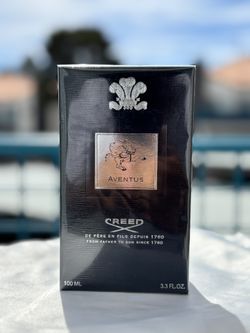 AVENTUS
CREED
DE PÈRE EN FILS DEPUIS 1760
FROM FATHER TO SON SINCE 1760
100 ML 3.3 FL.OZ.